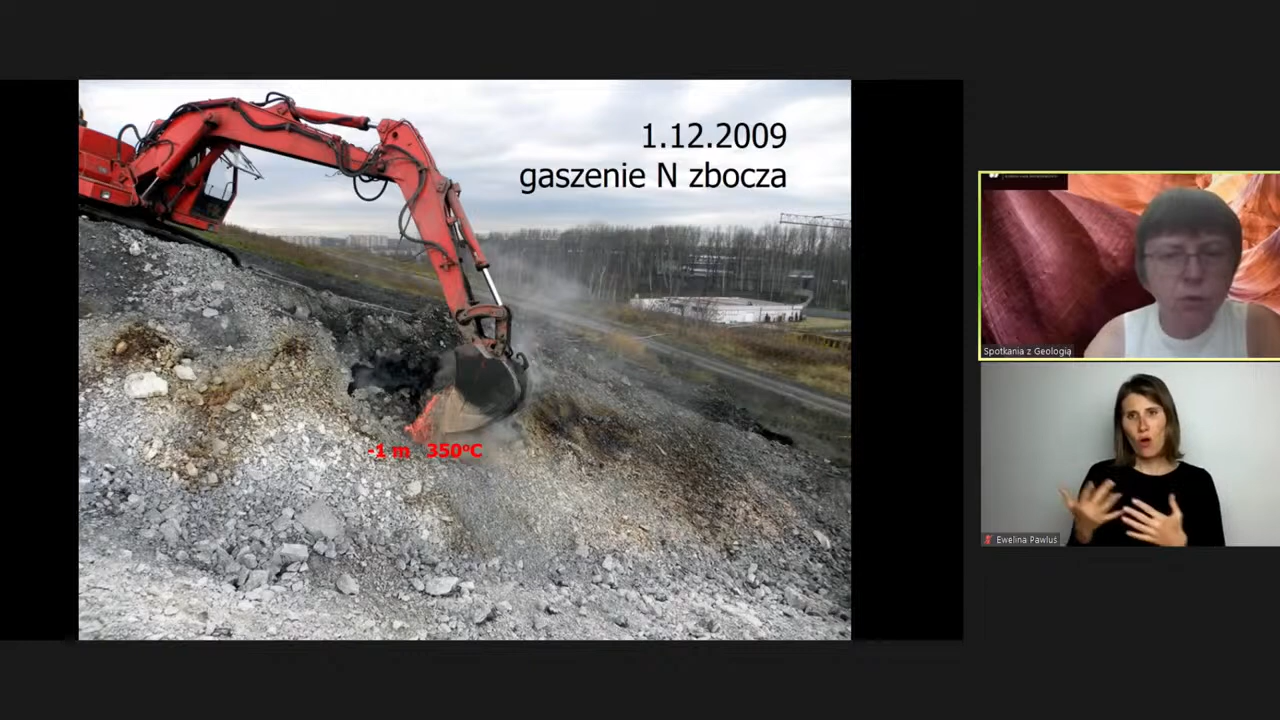 1.12.2009
gaszenie N zbocza
-1 m 350°C
Spotkania z Geologią
Ewelina Pawluś